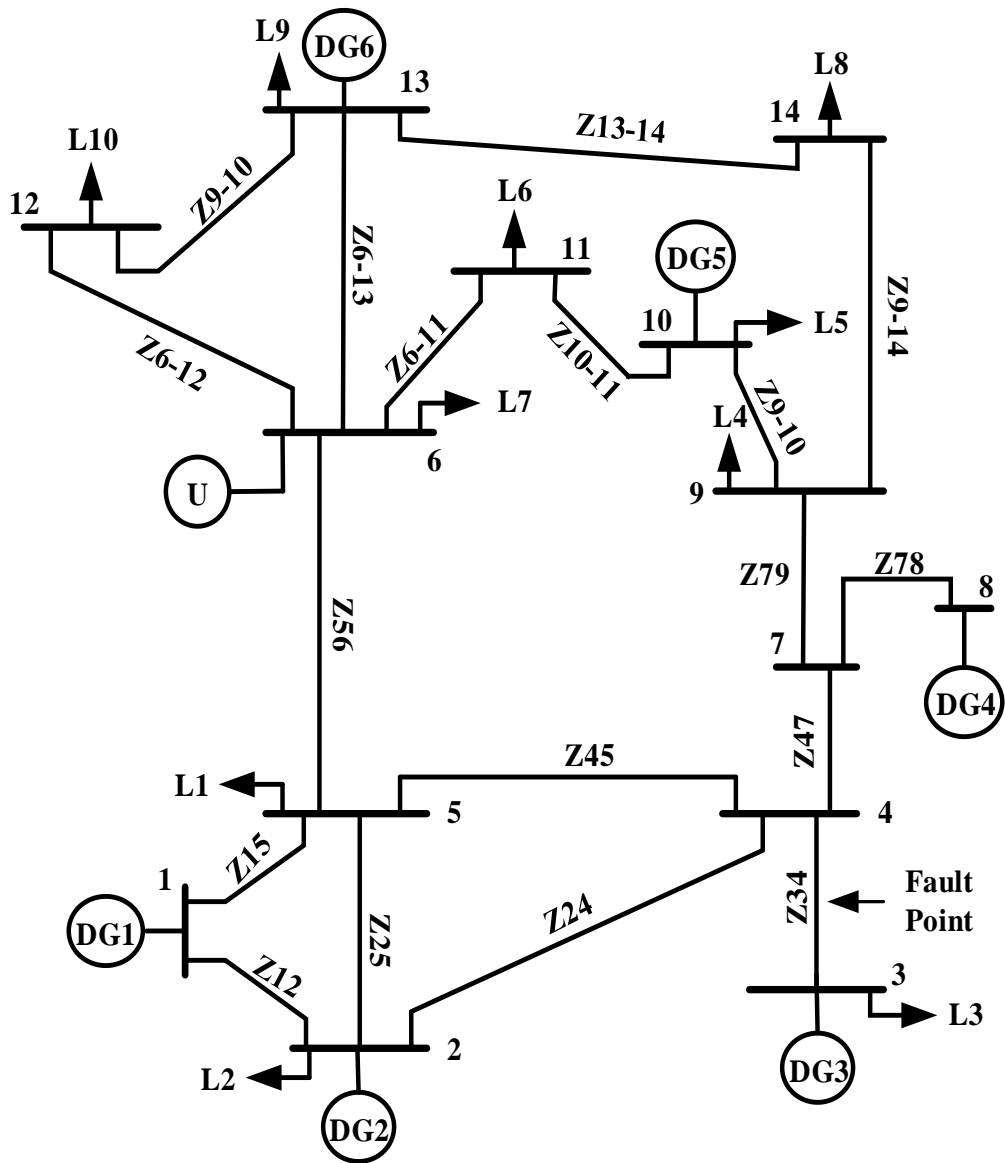 L9
DG6
13
L8
14
Z13-14
L10
12
Z9-10
L6
11
DG5
Z6-13
Z9-14
10
L5
Z6-11
Z10-11
Z6-12
L7
L4
Z9-10
6
9
U
Z79
Z78
8
Z56
7
DG4
Z47
Z45
L1
5
4
Z15
1
Z34
Fault
Point
Z24
DG1
Z25
Z12
3
L3
2
L2
DG3
DG2